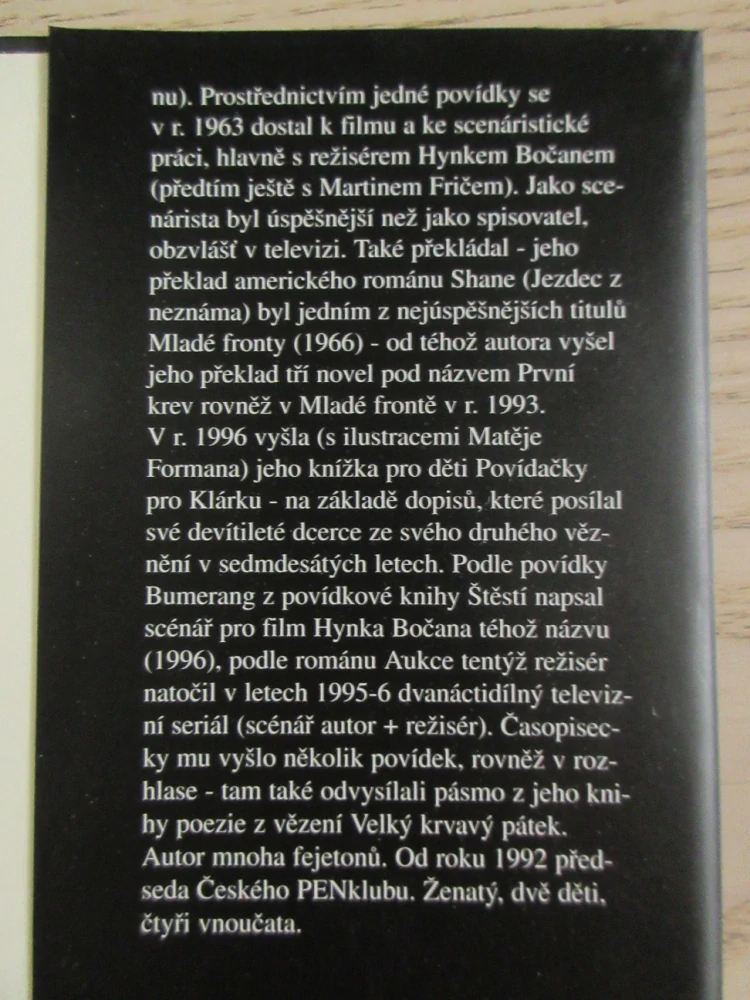 nu). Prostřednictvím jedné povídky se
v r. 1963 dostal k filmu a ke scenáristické
práci, hlavně s režisérem Hynkem Bočanem
(předtím ještě s Martinem Fričem). Jako sce-
nárista byl úspěšnější než jako spisovatel,
obzvlášť v televizi. Také překládal - jeho
překlad amerického románu Shane (Jezdec z
neznáma) byl jedním z nejúspěšnějších titulů
Mladé fronty (1966) - od téhož autora vyšel
jeho překlad tří novel pod názvem První
krev rovněž v Mladé frontě v r. 1993.
V r. 1996 vyšla (s ilustracemi Matěje
Formana) jeho knížka pro děti Povídačky
pro Klárku - na základě dopisů, které posílal
své devítileté dcerce ze svého druhého věz-
nění v sedmdesátých letech. Podle povídky
Bumerang z povídkové knihy Štěstí napsal
scénář pro film Hynka Bočana téhož názvu
(1996), podle románu Aukce tentýž režisér
natočil v letech 1995-6 dvanáctidílný televiz-
ní seriál (scénář autor + režisér). Časopisec-
ky mu vyšlo několik povídek, rovněž v roz-
hlase - tam také odvysílali pásmo z jeho kni-
hy poezie z vězení Velký krvavý pátek.
Autor mnoha fejetonů. Od roku 1992 před-
seda Českého PENklubu. Ženatý, dvě děti,
čtyři vnoučata.